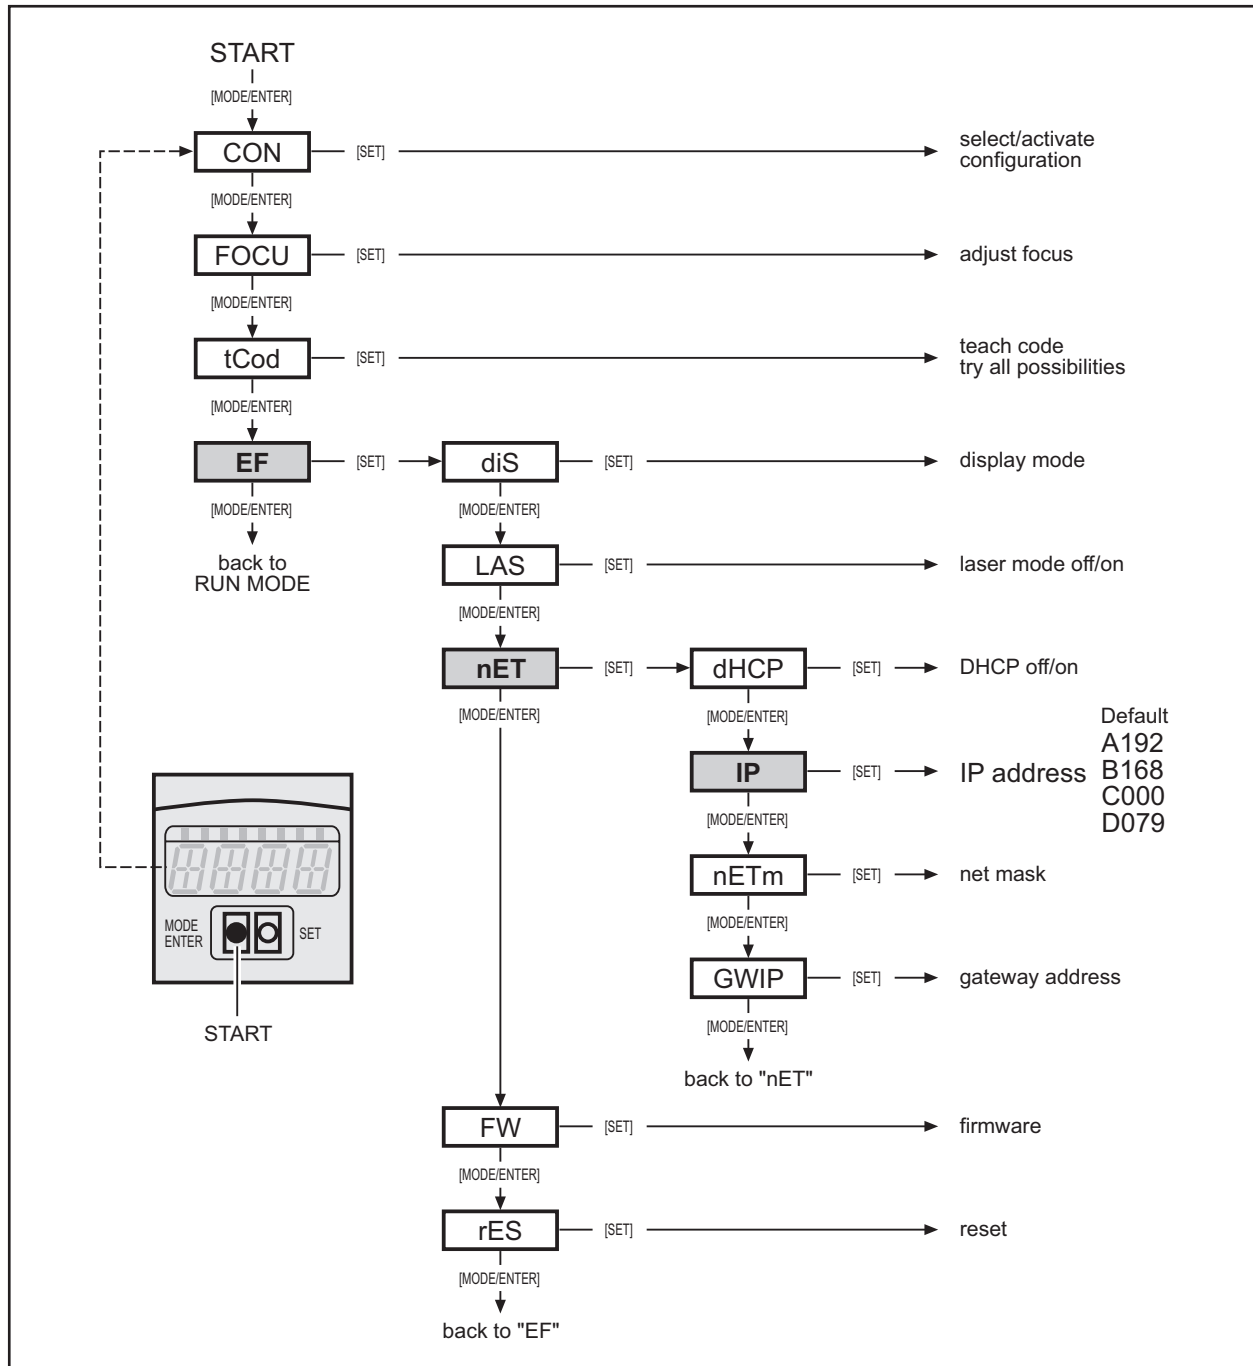 START
[MODE/ENTER]
CON
[SET]
select/activate
configuration
[MODE/ENTER]
FOCU
[SET]
adjust focus
[MODE/ENTER]
tCod
[SET]
teach code
try all possibilities
[MODE/ENTER]
EF
[SET]
diS
[SET]
display mode
[MODE/ENTER]
[MODE/ENTER]
back to
RUN MODE
LAS
[SET]
laser mode off/on
[MODE/ENTER]
nET
[SET]
dHCP
[SET]
DHCP off/on
[MODE/ENTER]
[MODE/ENTER]
IP
[SET]
IP address
Default
A192
B168
C000
D079
[MODE/ENTER]
nETm
[SET]
net mask
[MODE/ENTER]
GWIP
[SET]
gateway address
[MODE/ENTER]
back to "nET"
MODE
ENTER
SET
START
FW
[SET]
firmware
[MODE/ENTER]
rES
[SET]
reset
[MODE/ENTER]
back to "EF"